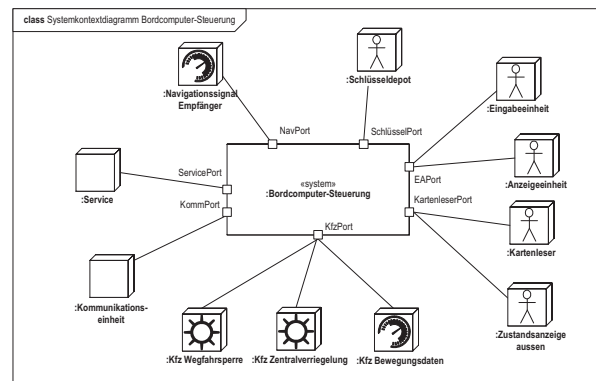 class Systemkontextdiagramm Bordcomputer-Steuerung
:Navigationssignal
Empfänger
:Schlüsseldepot
:Eingabeeinheit
NavPort
SchlüsselPort
ServicePort
«system»
:Bordcomputer-Steuerung
EAPort
:Anzeigeeinheit
:Service
KommPort
KartenleserPort
KfzPort
:Kartenleser
:Kommunikations-
einheit
:Zustandsanzeige
aussen
:Kfz Wegfahrsperre
:Kfz Zentralverriegelung
:Kfz Bewegungsdaten